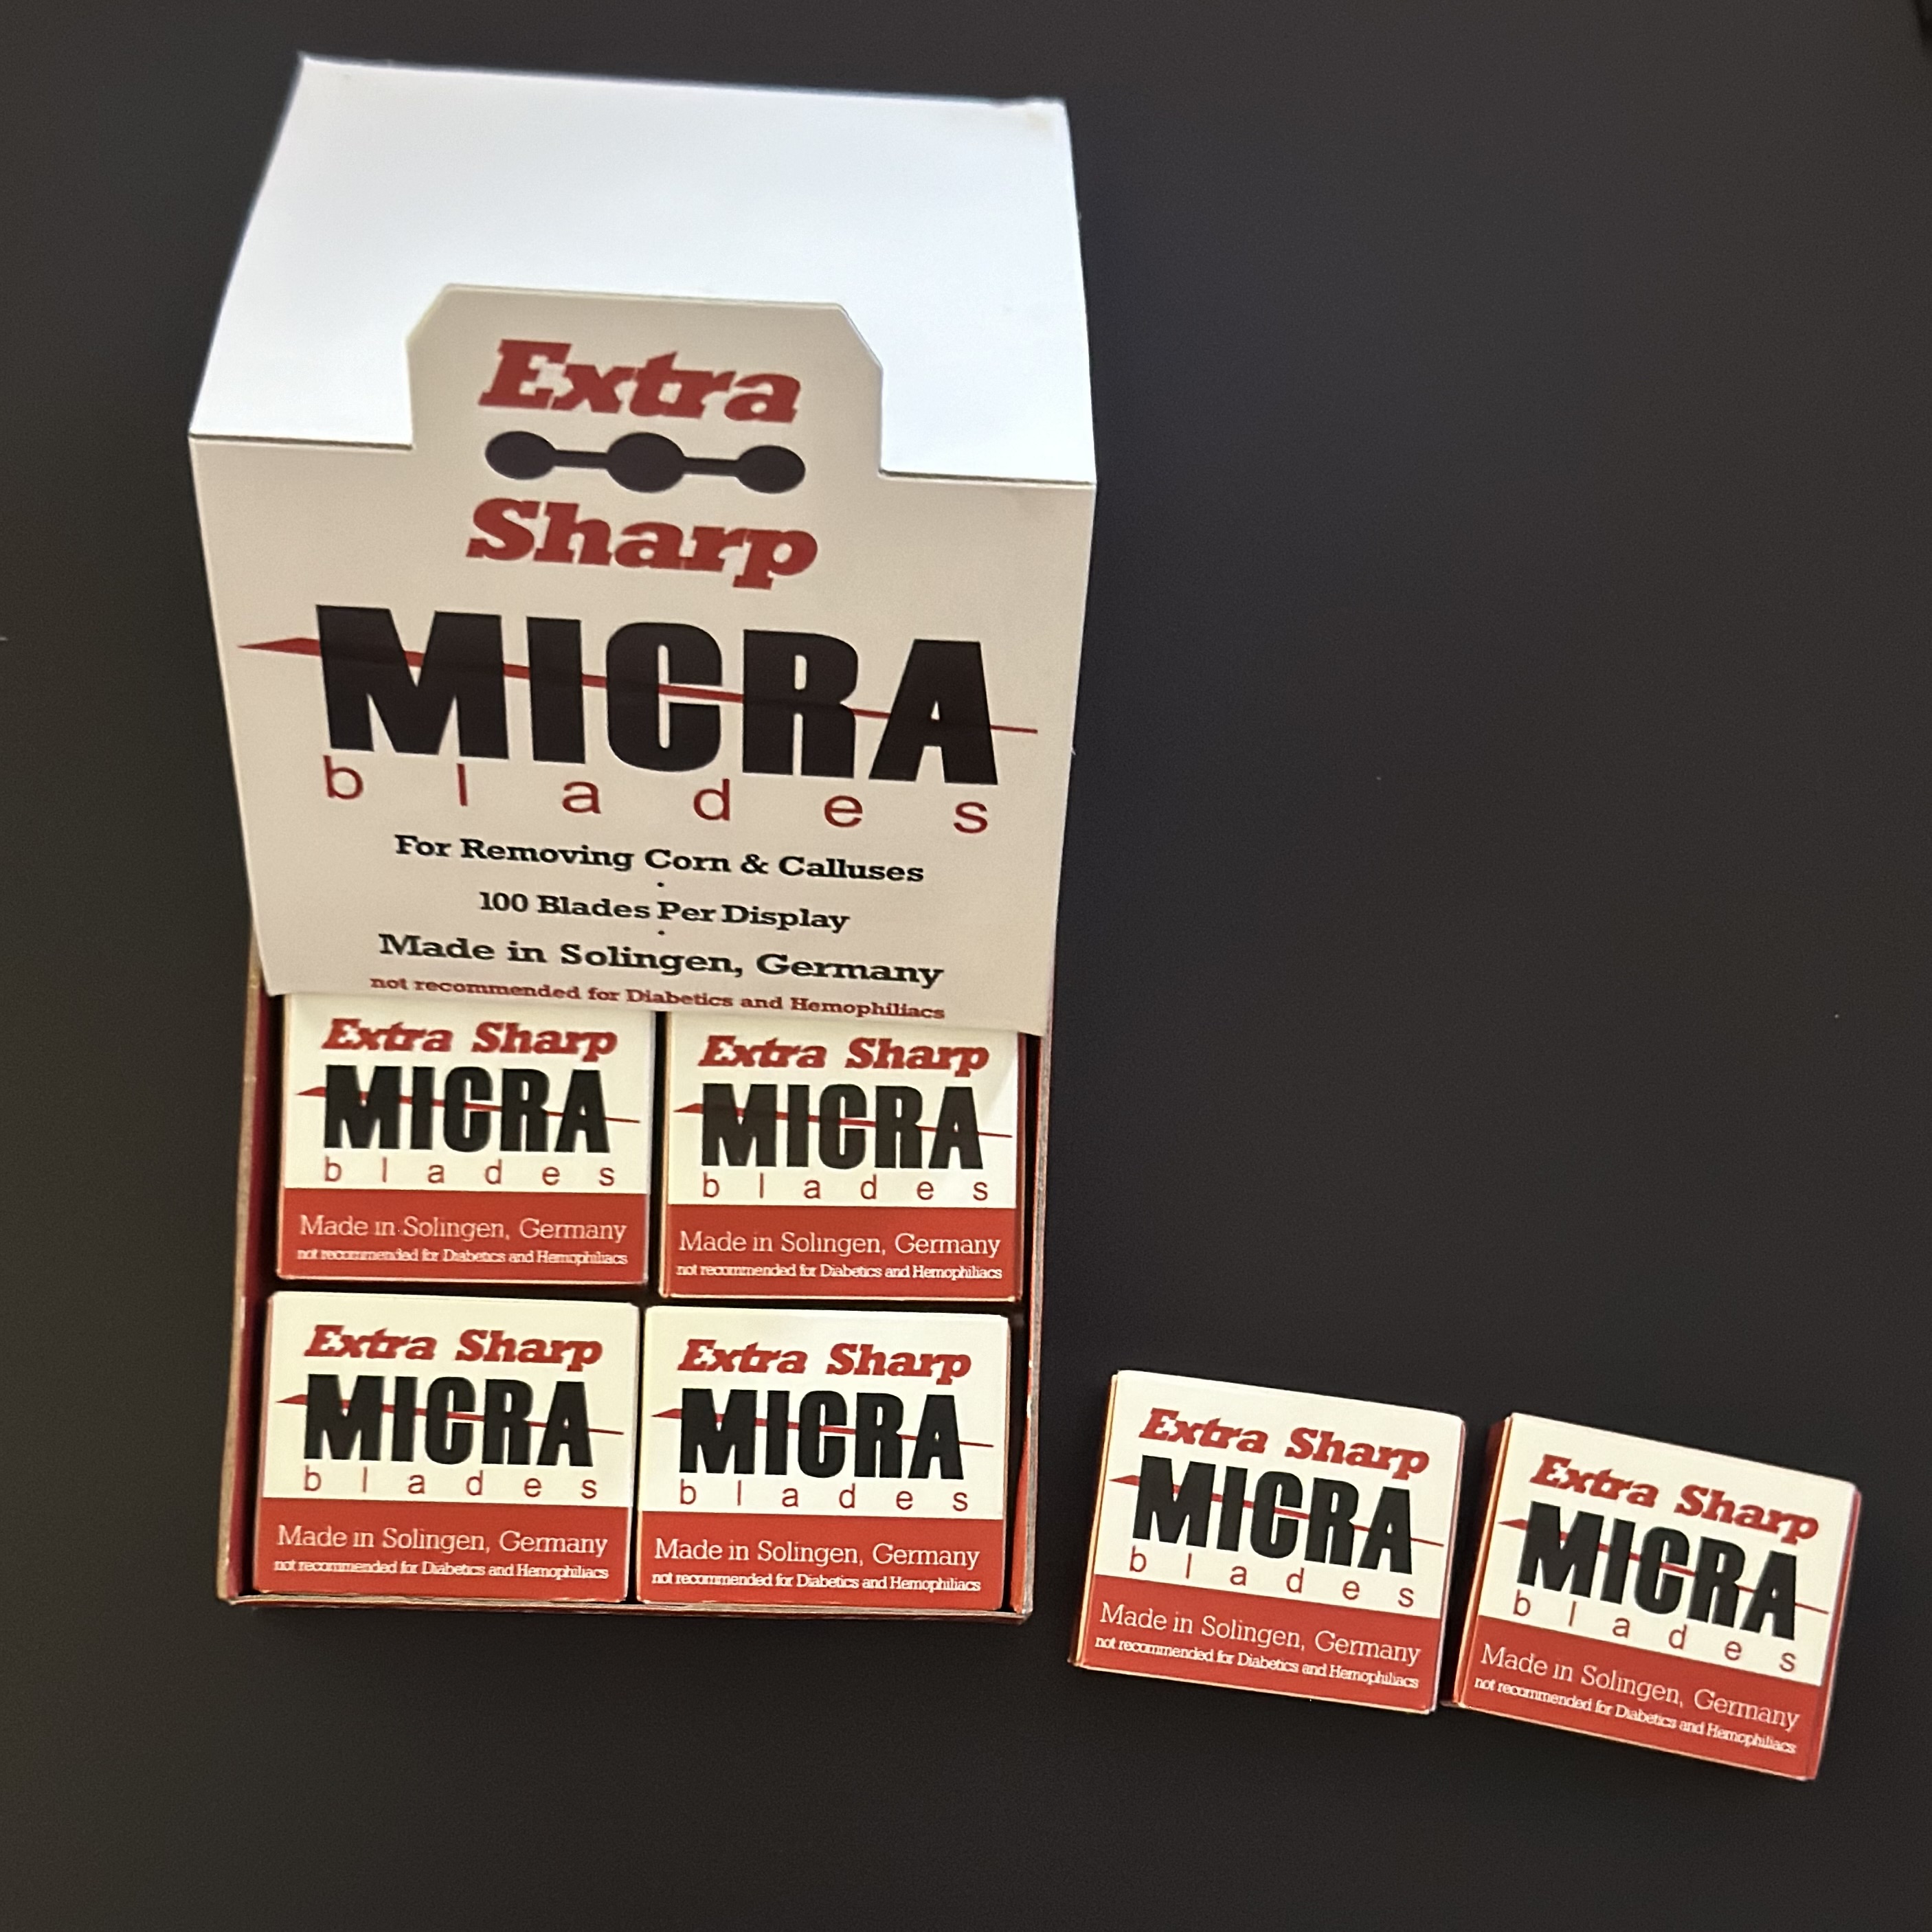 Extra
Sharp
MICRA
blades
For Removing Corn & Calluses
100 Blades Per Display
Made in Solingen, Germany
not recommended for Diabetics and Hemophiliacs
Extra Sharp
MICRA
blades
Made in Solingen, Germany
not recommended for Diabetics and Hemophiliacs
Extra Sharp
MICRA
blades
Made in Solingen, Germany
not recommended for Diabetics and Hemophiliacs
Extra Sharp
MICRA
blades
Made in Solingen, Germany
not recommended for Diabetics and Hemophiliacs
Extra Sharp
MICRA
blades
Made in Solingen, Germany
not recommended for Diabetics and Hemophiliacs
Extra Sharp
MICRA
blades
Made in Solingen, Germany
not recommended for Diabetics and Hemophiliacs
Extra Sharp
MICRA
blades
Made in Solingen, Germany
not recommended for Diabetics and Hemophiliacs